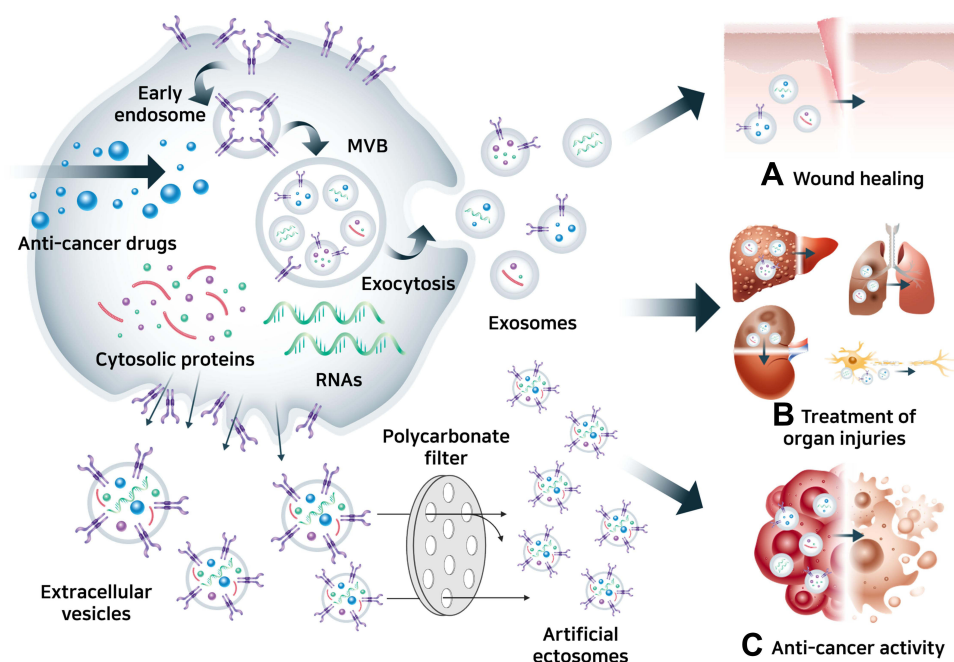 Early
endosome
MVB
Anti-cancer drugs
Exocytosis
Cytosolic proteins
RNAs
Exosomes
Polycarbonate
filter
Extracellular
vesicles
Artificial
ectosomes
A Wound healing
B Treatment of
organ injuries
C Anti-cancer activity